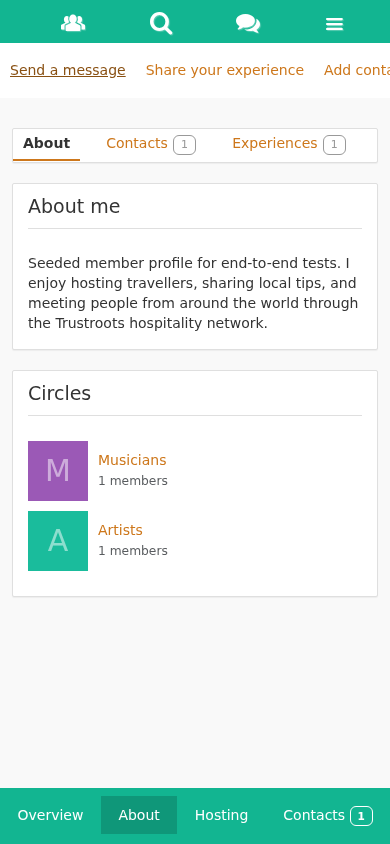 Send a message Share your experience Add conta
About Contacts 1 Experiences 1
About me
Seeded member profile for end-to-end tests. I
enjoy hosting travellers, sharing local tips, and
meeting people from around the world through
the Trustroots hospitality network.
Circles
M
Musicians
1 members
A
Artists
1 members
Overview About Hosting Contacts 1